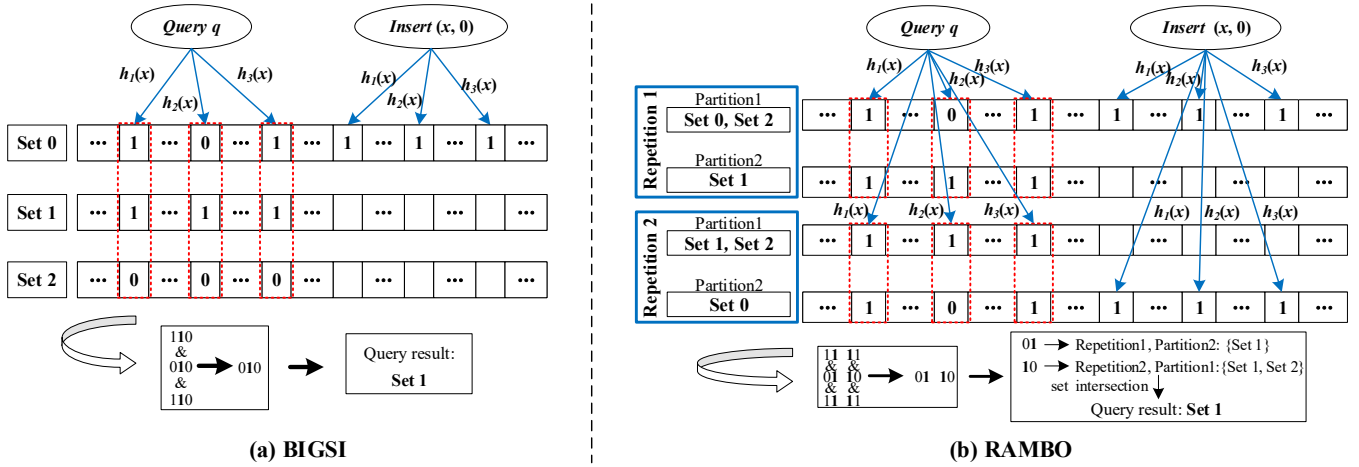 Query q
Insert (x, 0)
h1(x)
h2(x)
h3(x)
h1(x)
h2(x)
h3(x)
Set 0
··· 1 ··· 0 ··· 1 ··· 1 ··· 1 ··· 1 ···
Set 1
··· 1 ··· 1 ··· 1 ··· ··· ··· ···
Set 2
··· 0 ··· 0 ··· 0 ··· ··· ··· ···
110
&
010
&
110
010
Query result:
Set 1
(a) BIGSI
Query q
Insert (x, 0)
h1(x)
h2(x)
h3(x)
h1(x)
h2(x)
h3(x)
Repetition 1
Partition1
Set 0, Set 2
··· 1 ··· 0 ··· 1 ··· 1 ··· 1 ··· 1 ···
Partition2
Set 1
··· 1 ··· 1 ··· 1 ··· ··· ··· ···
h1(x)
h2(x)
h3(x)
h1(x)
h2(x)
h3(x)
Repetition 2
Partition1
Set 1, Set 2
··· 1 ··· 1 ··· 1 ··· ··· ··· ···
Partition2
Set 0
··· 1 ··· 0 ··· 1 ··· 1 ··· 1 ··· 1 ···
11 11
& &
01 10
& &
11 11
01 10
01 Repetition1, Partition2: {Set 1}
10 Repetition2, Partition1:{Set 1, Set 2}
set intersection
Query result: Set 1
(b) RAMBO